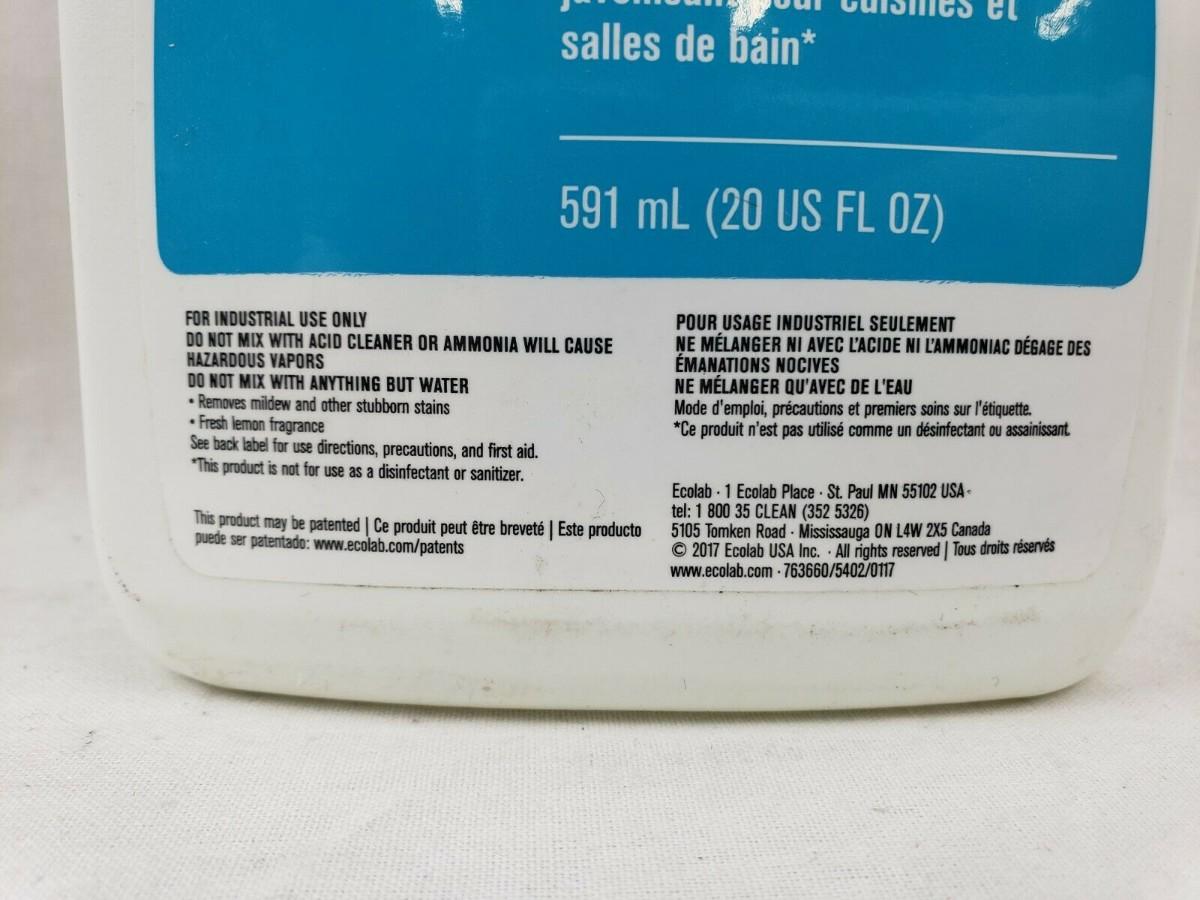 cuisines et
salles de bain*
591 mL (20 US FL OZ)
FOR INDUSTRIAL USE ONLY
DO NOT MIX WITH ACID CLEANER OR AMMONIA WILL CAUSE
HAZARDOUS VAPORS
DO NOT MIX WITH ANYTHING BUT WATER
• Removes mildew and other stubborn stains
• Fresh lemon fragrance
See back label for use directions, precautions, and first aid.
*This product is not for use as a disinfectant or sanitizer.
This product may be patented | Ce produit peut être breveté | Este producto
puede ser patentado: www.ecolab.com/patents
POUR USAGE INDUSTRIEL SEULEMENT
NE MÉLANGER NI AVEC L'ACIDE NI L'AMMONIAC DÉGAGE DES
ÉMANATIONS NOCIVES
NE MÉLANGER QU'AVEC DE L'EAU
Mode d'emploi, précautions et premiers soins sur l'étiquette.
*Ce produit n'est pas utilisé comme un désinfectant ou assainissant.
Ecolab · 1 Ecolab Place · St. Paul MN 55102 USA ·
tel: 1 800 35 CLEAN (352 5326)
5105 Tomken Road · Mississauga ON L4W 2X5 Canada
© 2017 Ecolab USA Inc. · All rights reserved | Tous droits réservés
www.ecolab.com · 763660/5402/0117